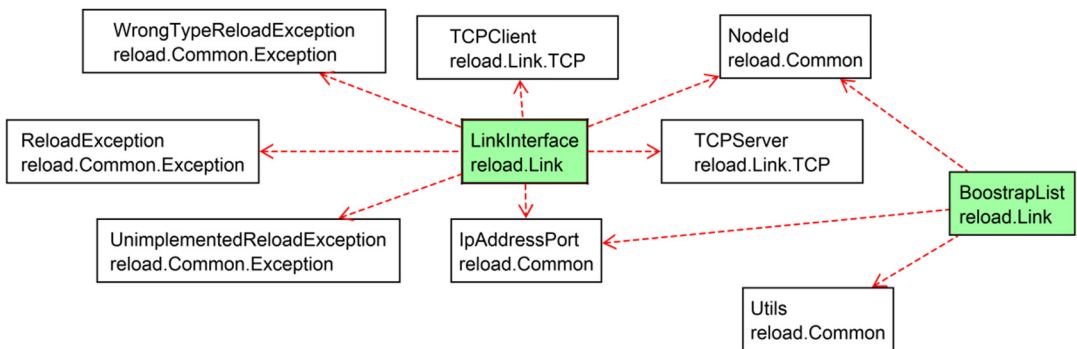 WrongTypeReloadException
reload.Common.Exception
TCPClient
reload.Link.TCP
NodeId
reload.Common
ReloadException
reload.Common.Exception
LinkInterface
reload.Link
TCPServer
reload.Link.TCP
BoostrapList
reload.Link
UnimplementedReloadException
reload.Common.Exception
IpAddressPort
reload.Common
Utils
reload.Common